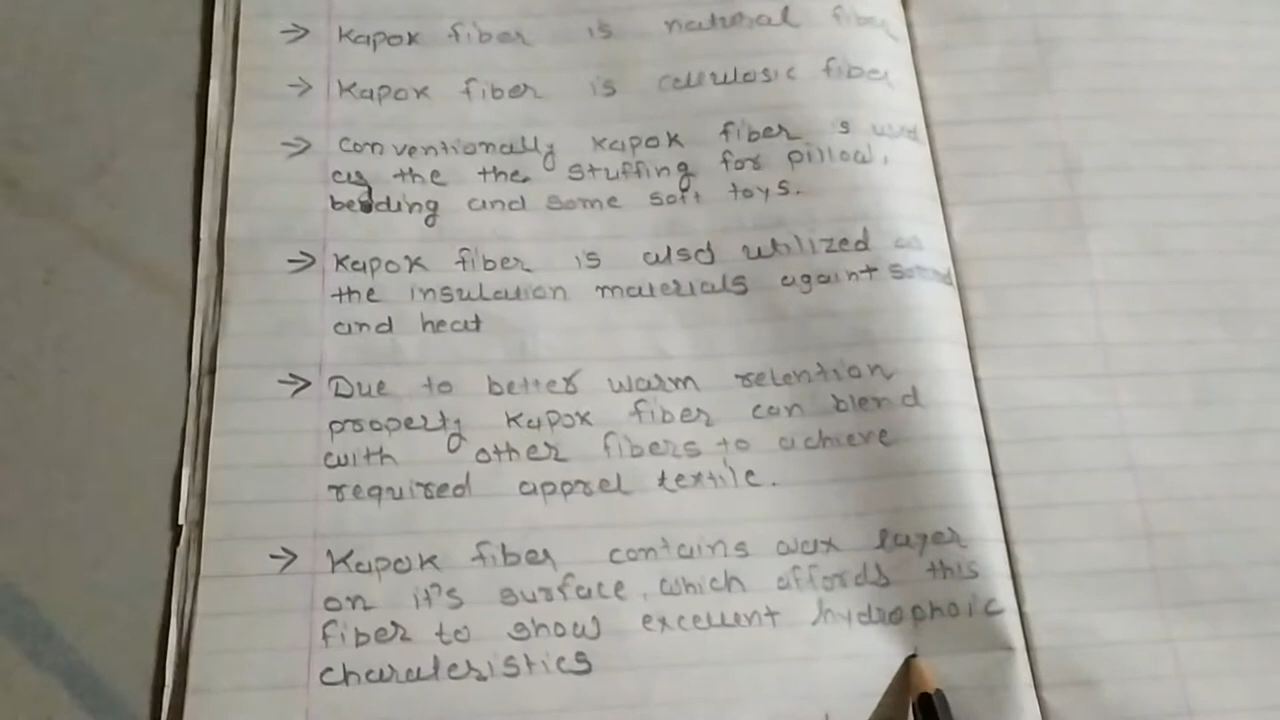 → Kapok fiber is natural fiber
→ Kapok fiber is cellulosic fiber
→ Conventionally kapok fiber is used
as the the stuffing for pillow,
bedding and some soft toys.
→ Kapok fiber is also utilized as
the insulation materials againt sound
and heat
→ Due to better warm retention
property Kapok fiber can blend
with other fibers to achieve
required apprel textile.
→ Kapok fiber contains wax layer
on it's surface, which affords this
fiber to show excellent hydrophoic
charateristics